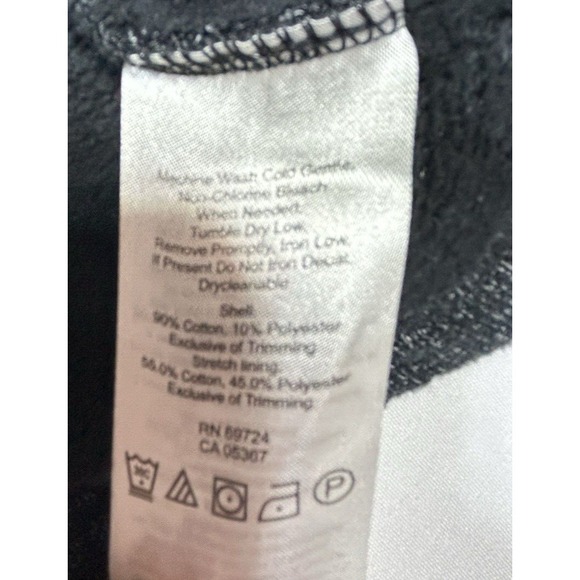 Machine Wash Cold Gentle,
Non-Chlorine Bleach
When Needed,
Tumble Dry Low,
Remove Promptly, Iron Low,
If Present Do Not Iron Decal,
Drycleanable
Shell:
90% Cotton, 10% Polyester
Exclusive of Trimming
Stretch lining:
55.0% Cotton, 45.0% Polyester
Exclusive of Trimming
RN 69724
CA 05367
P